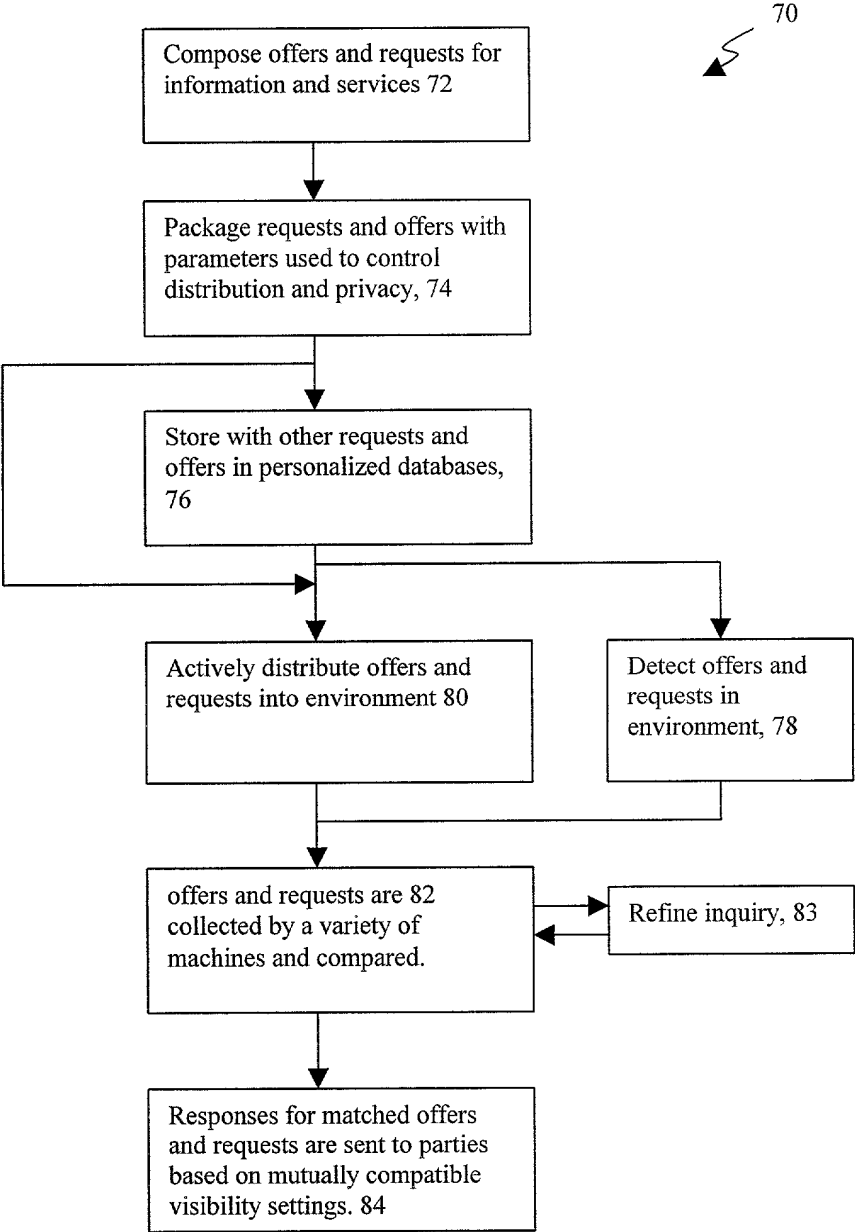 70
Compose offers and requests for
information and services 72
Package requests and offers with
parameters used to control
distribution and privacy, 74
Store with other requests and
offers in personalized databases,
76
Actively distribute offers and
requests into environment 80
Detect offers and
requests in
environment, 78
offers and requests are 82
collected by a variety of
machines and compared.
Refine inquiry, 83
Responses for matched offers
and requests are sent to parties
based on mutually compatible
visibility settings. 84